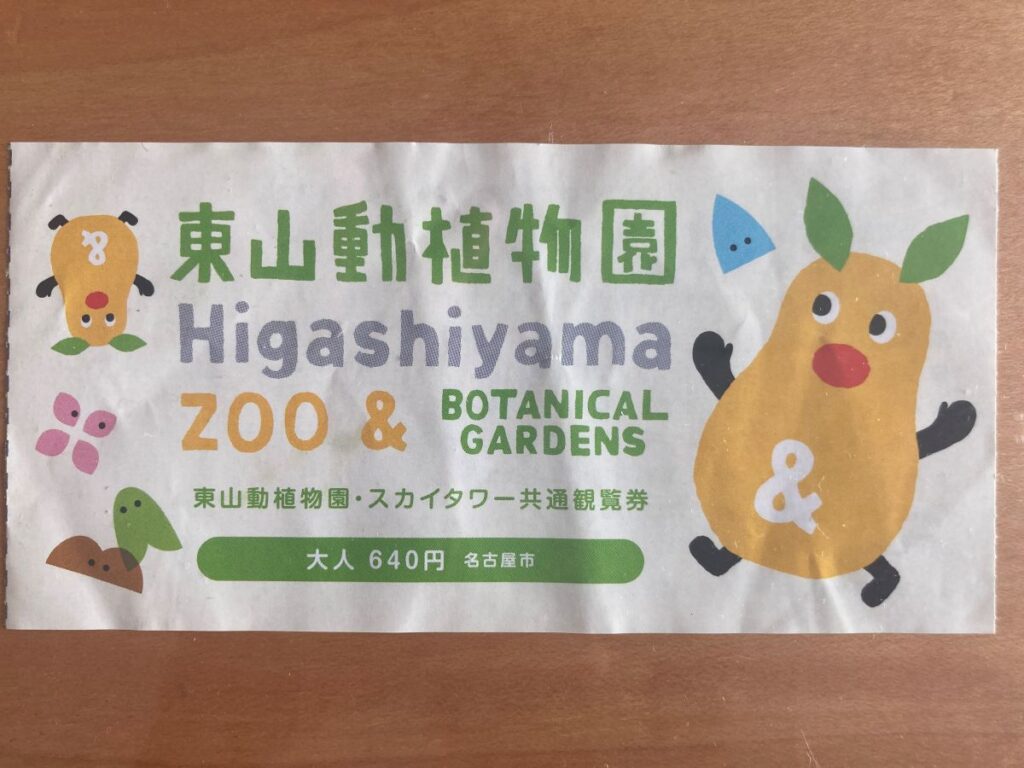 東山動植物園
Higashiyama
ZOO & BOTANICAL
GARDENS
東山動植物園・スカイタワー共通観覧券
大人 640円 名古屋市
&
&